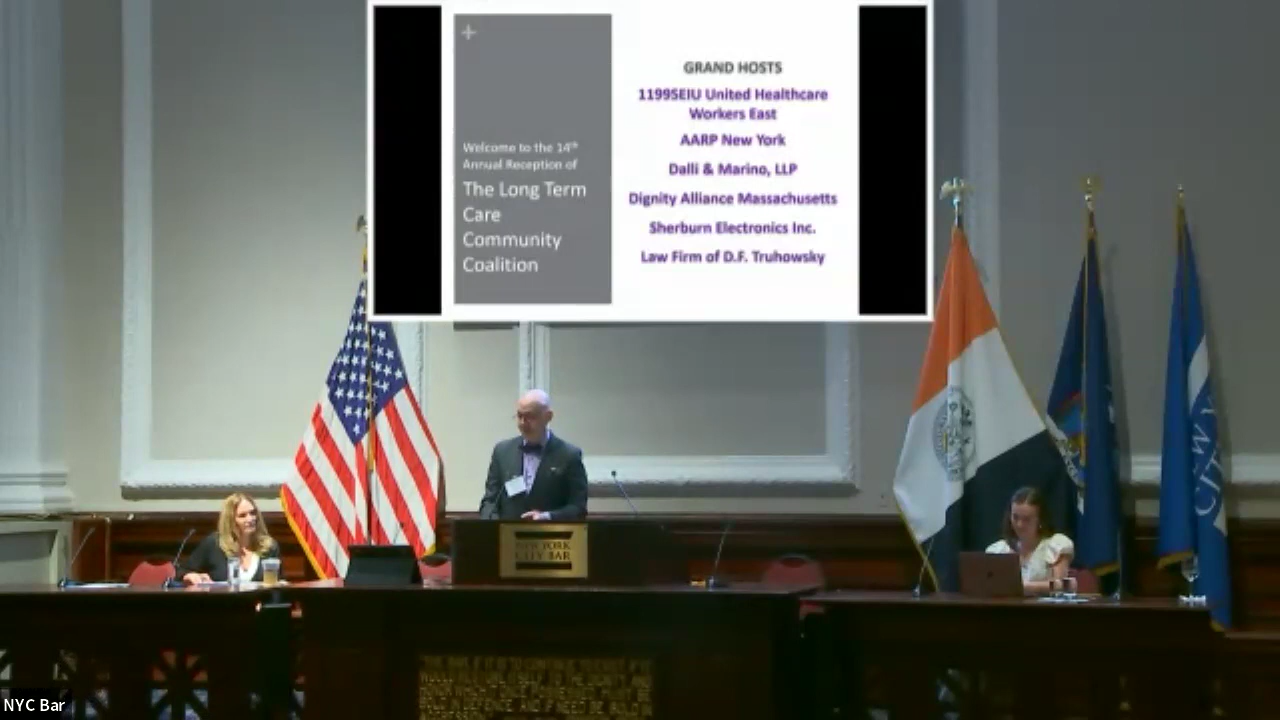 Welcome to the 14th
Annual Reception of
The Long Term
Care
Community
Coalition
GRAND HOSTS
1199SEIU United Healthcare
Workers East
AARP New York
Dalli & Marino, LLP
Dignity Alliance Massachusetts
Sherburn Electronics Inc.
Law Firm of D.F. Truhowsky
NEW YORK
CITY BAR
NYC Bar